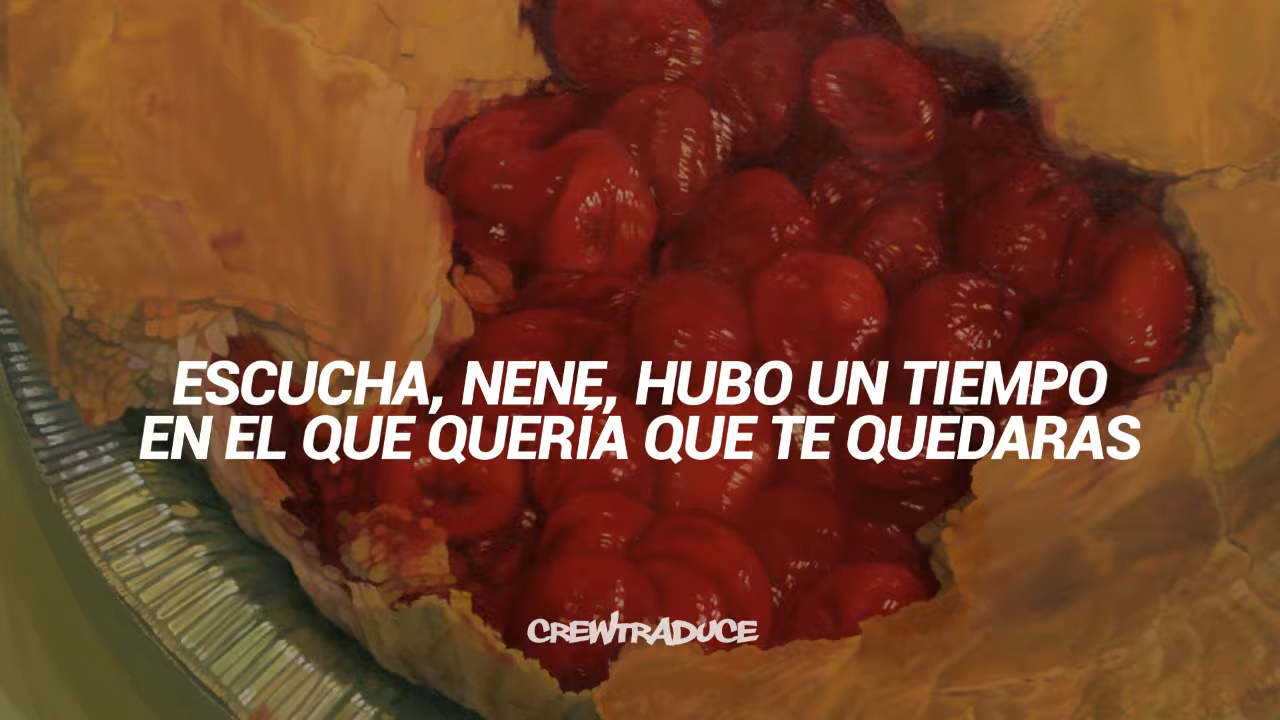 ESCUCHA, NENE, HUBO UN TIEMPO
EN EL QUE QUERÍA QUE TE QUEDARAS
CREWTRADUCE